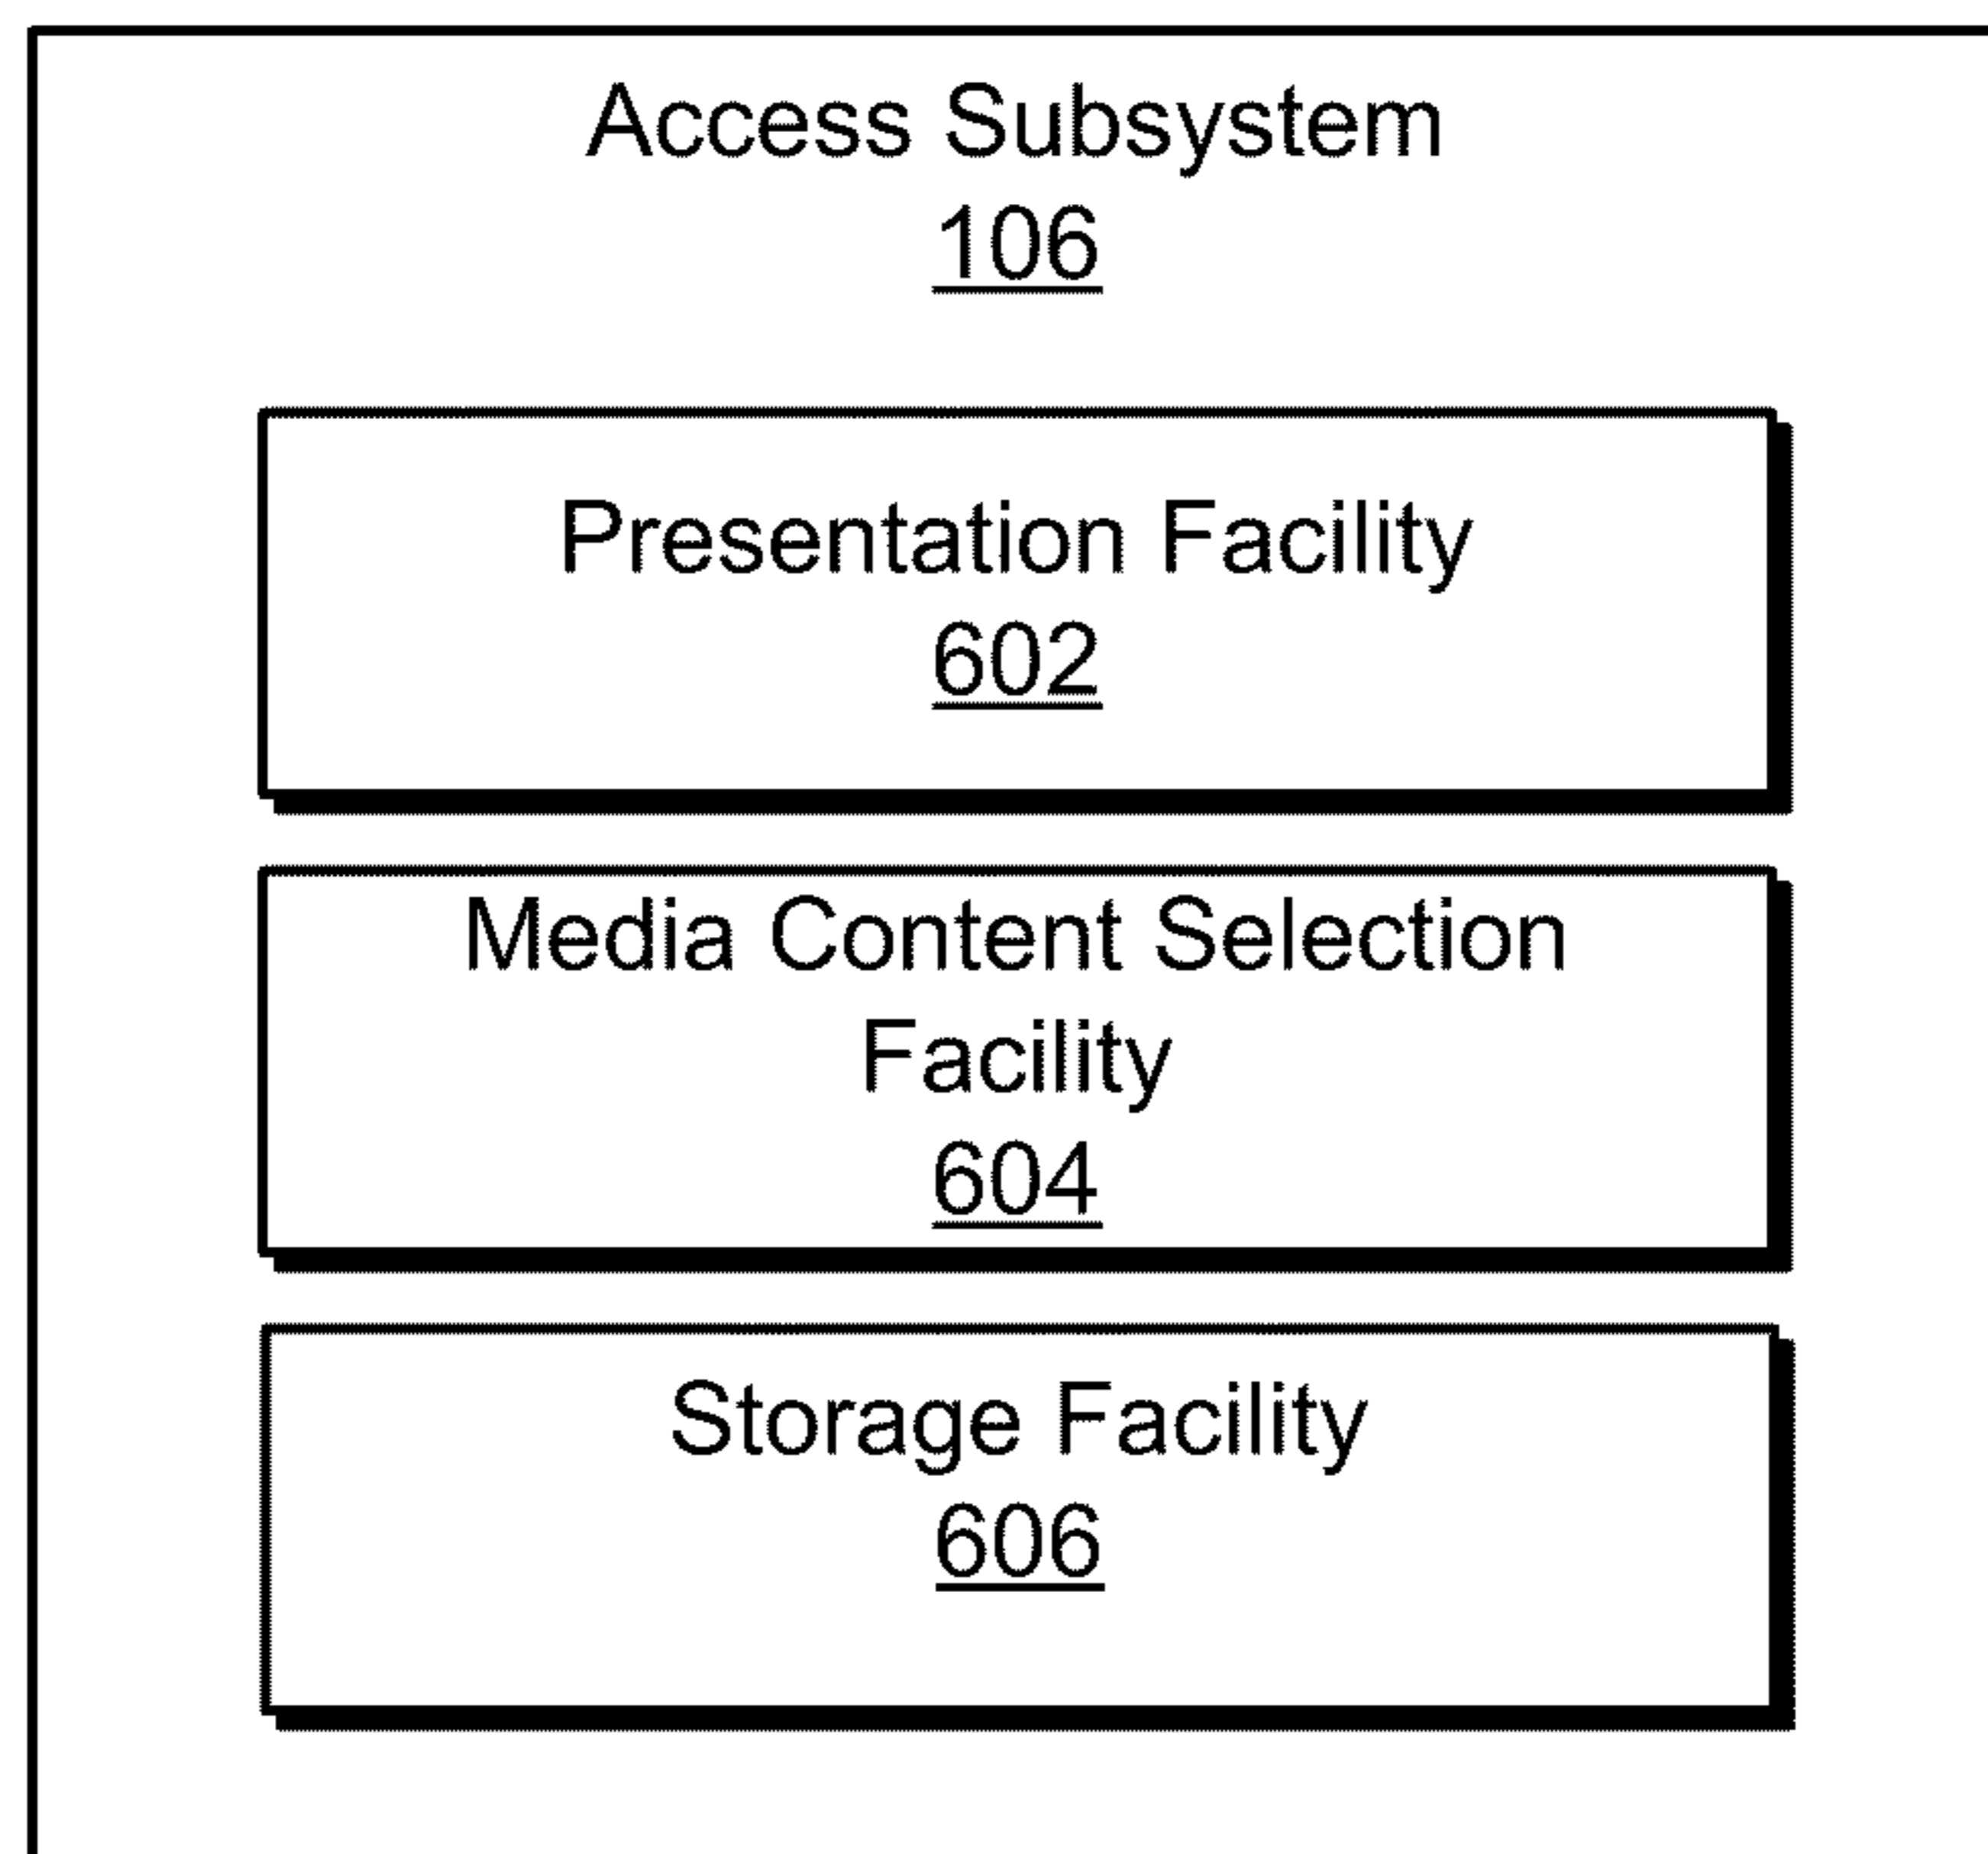 Access Subsystem
106
Presentation Facility
602
Media Content Selection
Facility
604
Storage Facility
606